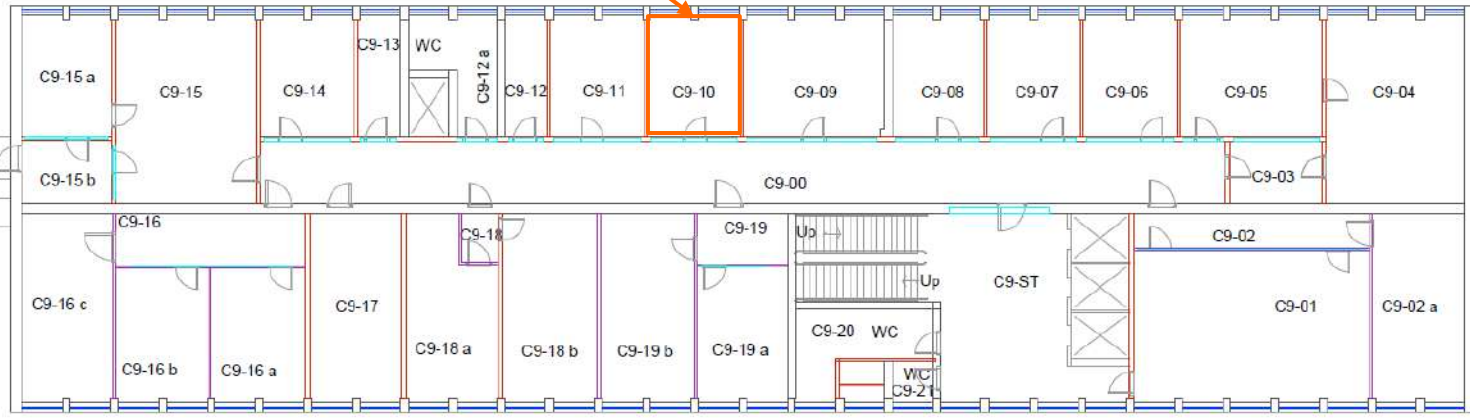 C9-13
WC
C9-12 a
C9-15 a
C9-15
C9-14
C9-12
C9-11
C9-10
C9-09
C9-08
C9-07
C9-06
C9-05
C9-04
C9-15 b
C9-00
C9-03
C9-16
C9-18
C9-19
Up
C9-02
Up
C9-ST
C9-16 c
C9-17
C9-01
C9-02 a
C9-18 a
C9-18 b
C9-19 b
C9-19 a
C9-20 WC
C9-16 b
C9-16 a
WC
C9-21